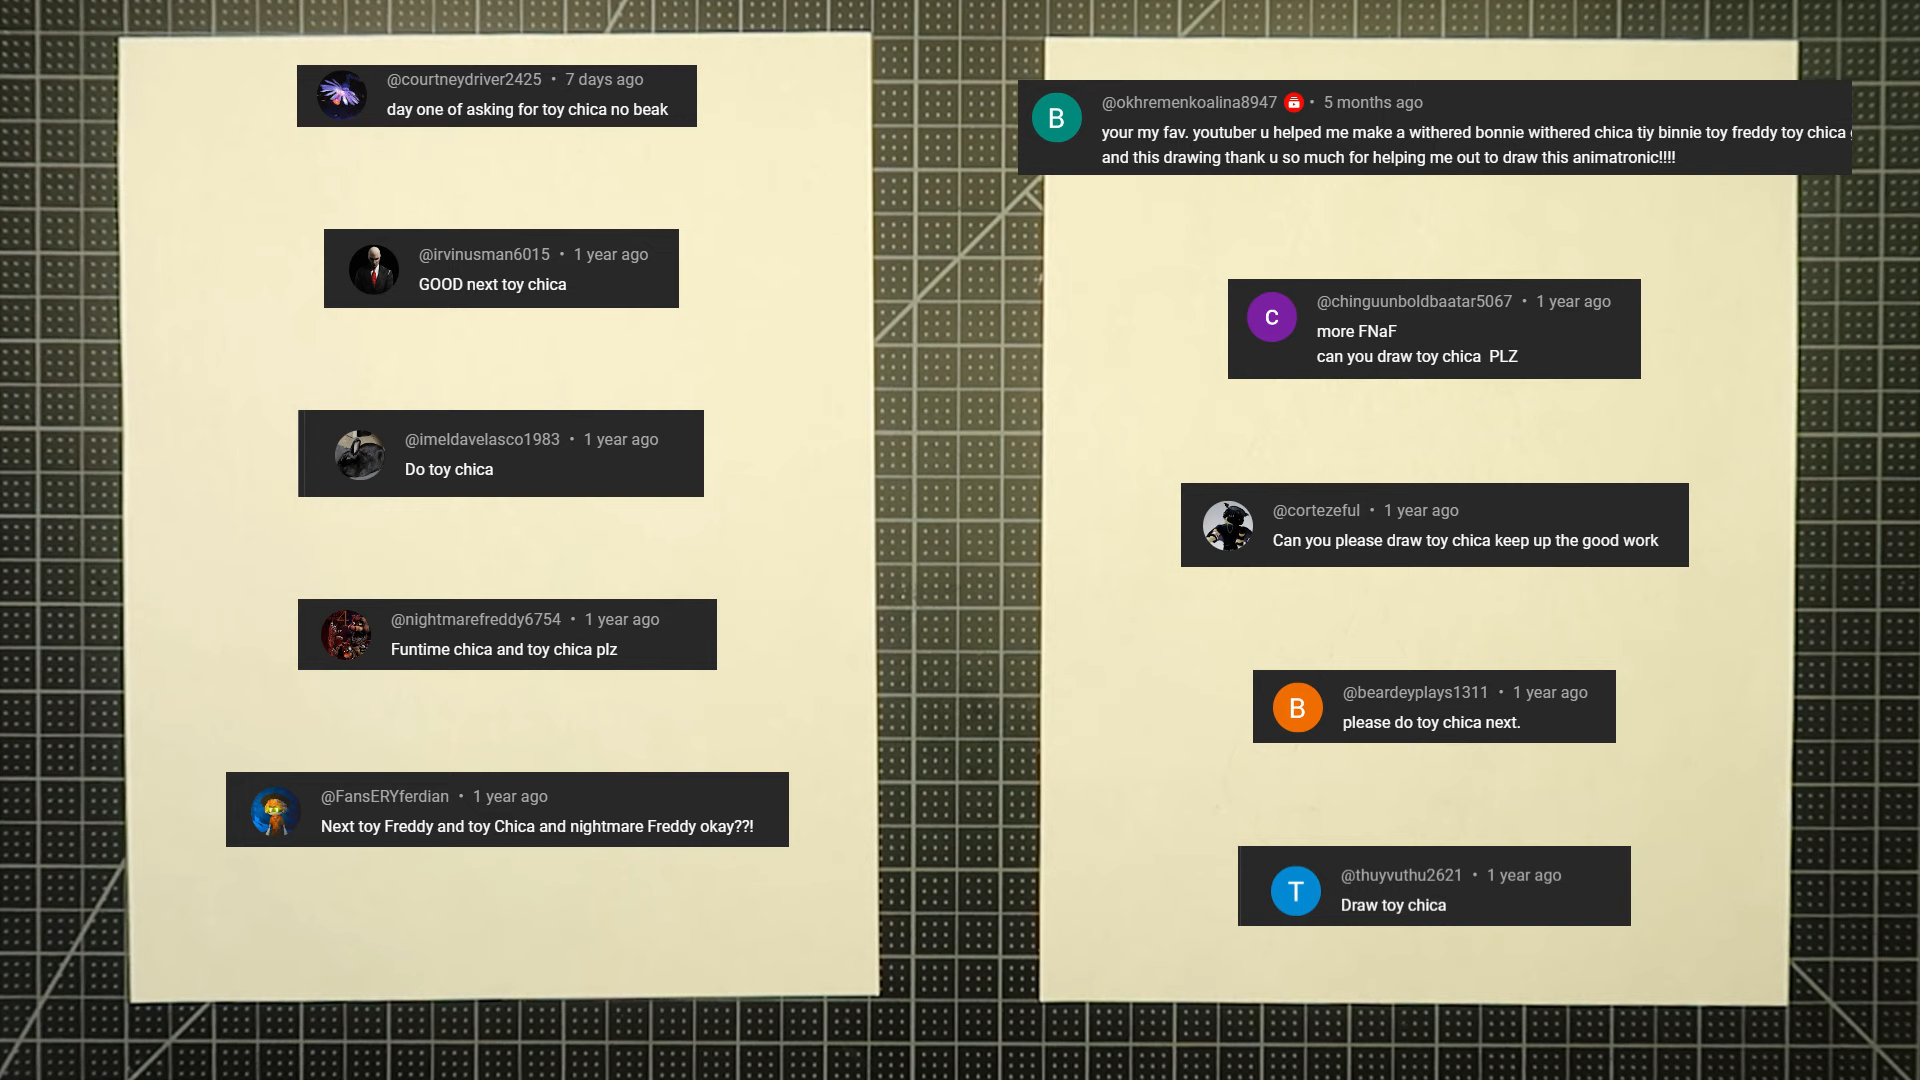 @courtneydriver2425 • 7 days ago
day one of asking for toy chica no beak
@irvinusman6015 • 1 year ago
GOOD next toy chica
@imeldavelasco1983 • 1 year ago
Do toy chica
@nightmarefreddy6754 • 1 year ago
Funtime chica and toy chica plz
@FansERYferdian • 1 year ago
Next toy Freddy and toy Chica and nightmare Freddy okay??!
B
@okhremenkoalina8947 • 5 months ago
your my fav. youtuber u helped me make a withered bonnie withered chica tiy binnie toy freddy toy chica
and this drawing thank u so much for helping me out to draw this animatronic!!!!
C
@chinguunboldbaatar5067 • 1 year ago
more FNaF
can you draw toy chica PLZ
@cortezeful • 1 year ago
Can you please draw toy chica keep up the good work
B
@beardeyplays1311 • 1 year ago
please do toy chica next.
T
@thuyvuthu2621 • 1 year ago
Draw toy chica